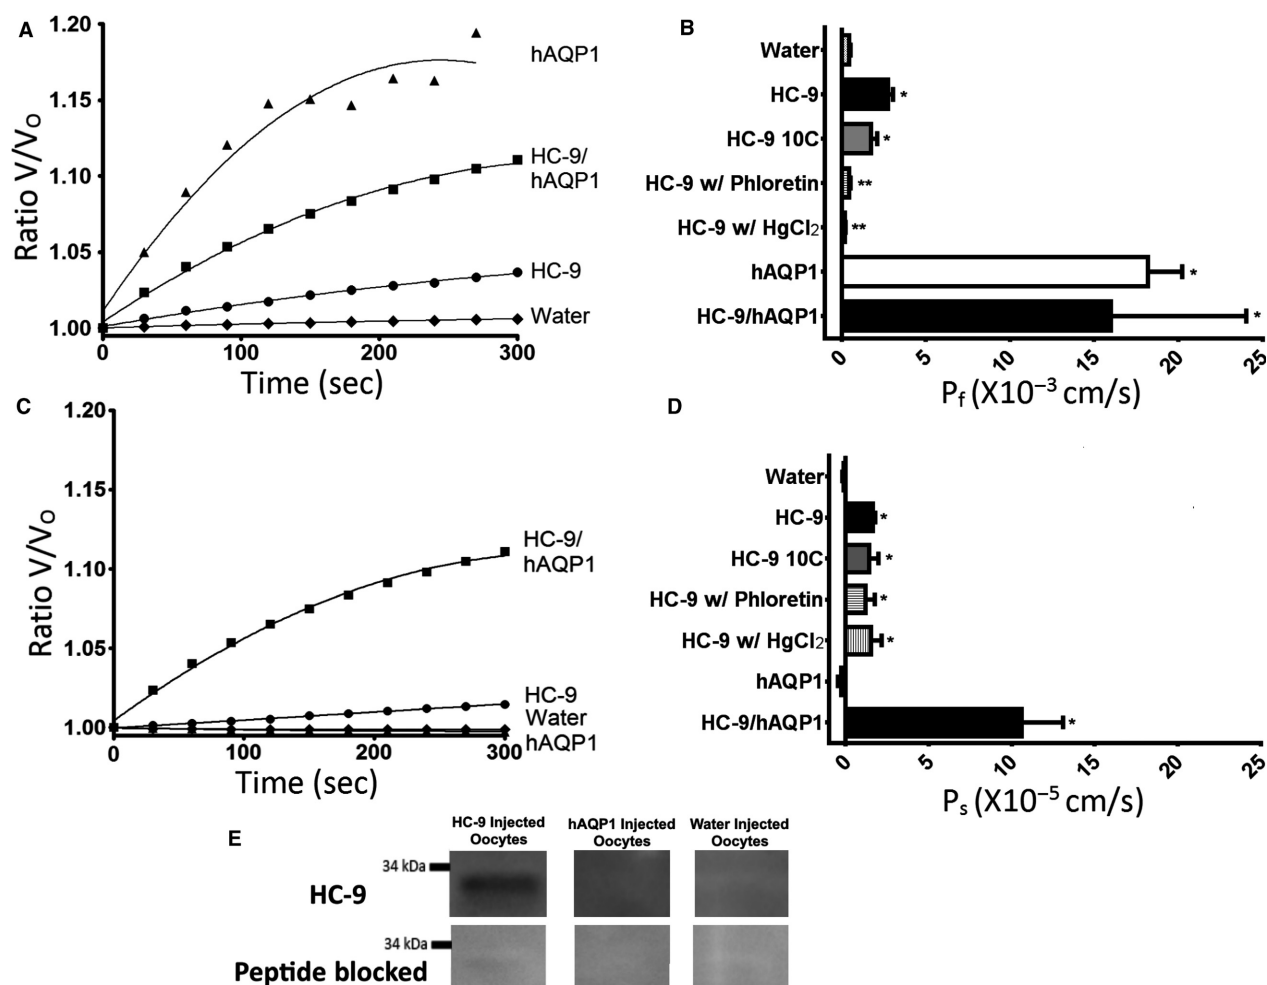 A
1.20
1.15
1.10
1.05
1.00
Ratio V/VO
0
100
200
300
Time (sec)
hAQP1
HC-9/
hAQP1
HC-9
Water
B
Water
HC-9
*
HC-9 10C
*
HC-9 w/ Phloretin
**
HC-9 w/ HgCl2
**
hAQP1
*
HC-9/hAQP1
*
0
5
10
15
20
25
Pf (X10−3 cm/s)
C
1.20
1.15
1.10
1.05
1.00
Ratio V/VO
0
100
200
300
Time (sec)
HC-9/
hAQP1
HC-9
Water
hAQP1
D
Water
HC-9
*
HC-9 10C
*
HC-9 w/ Phloretin
*
HC-9 w/ HgCl2
*
hAQP1
HC-9/hAQP1
*
0
5
10
15
20
25
Ps (X10−5 cm/s)
E
HC-9 Injected
Oocytes
hAQP1 Injected
Oocytes
Water Injected
Oocytes
34 kDa
HC-9
34 kDa
Peptide blocked